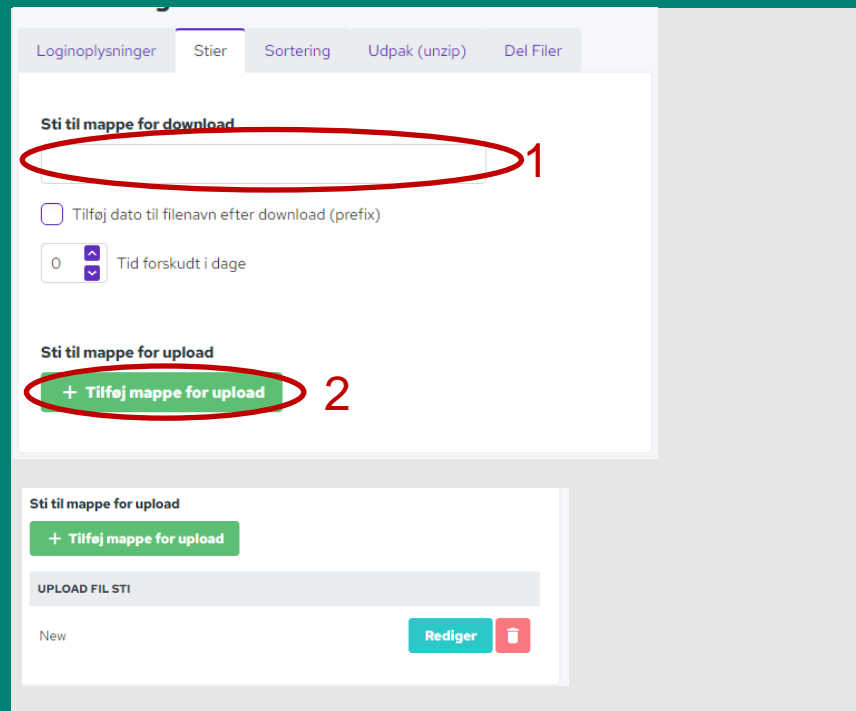 Loginoplysninger Stier Sortering Udpak (unzip) Del Filer
Sti til mappe for download
1
Tilføj dato til filenavn efter download (prefix)
0 Tid forskudt i dage
Sti til mappe for upload
+ Tilføj mappe for upload 2
Sti til mappe for upload
+ Tilføj mappe for upload
UPLOAD FIL STI
New Rediger